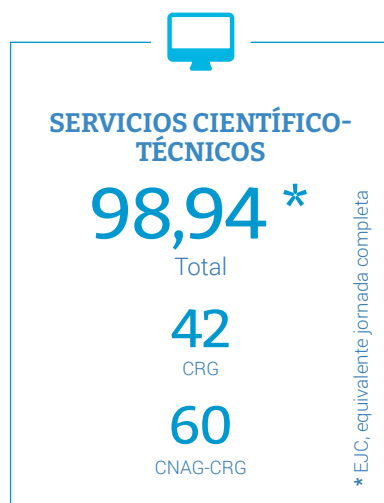 SERVICIOS CIENTÍFICO-
TÉCNICOS
98,94 *
Total
42
CRG
60
CNAG-CRG
* EJC, equivalente jornada completa